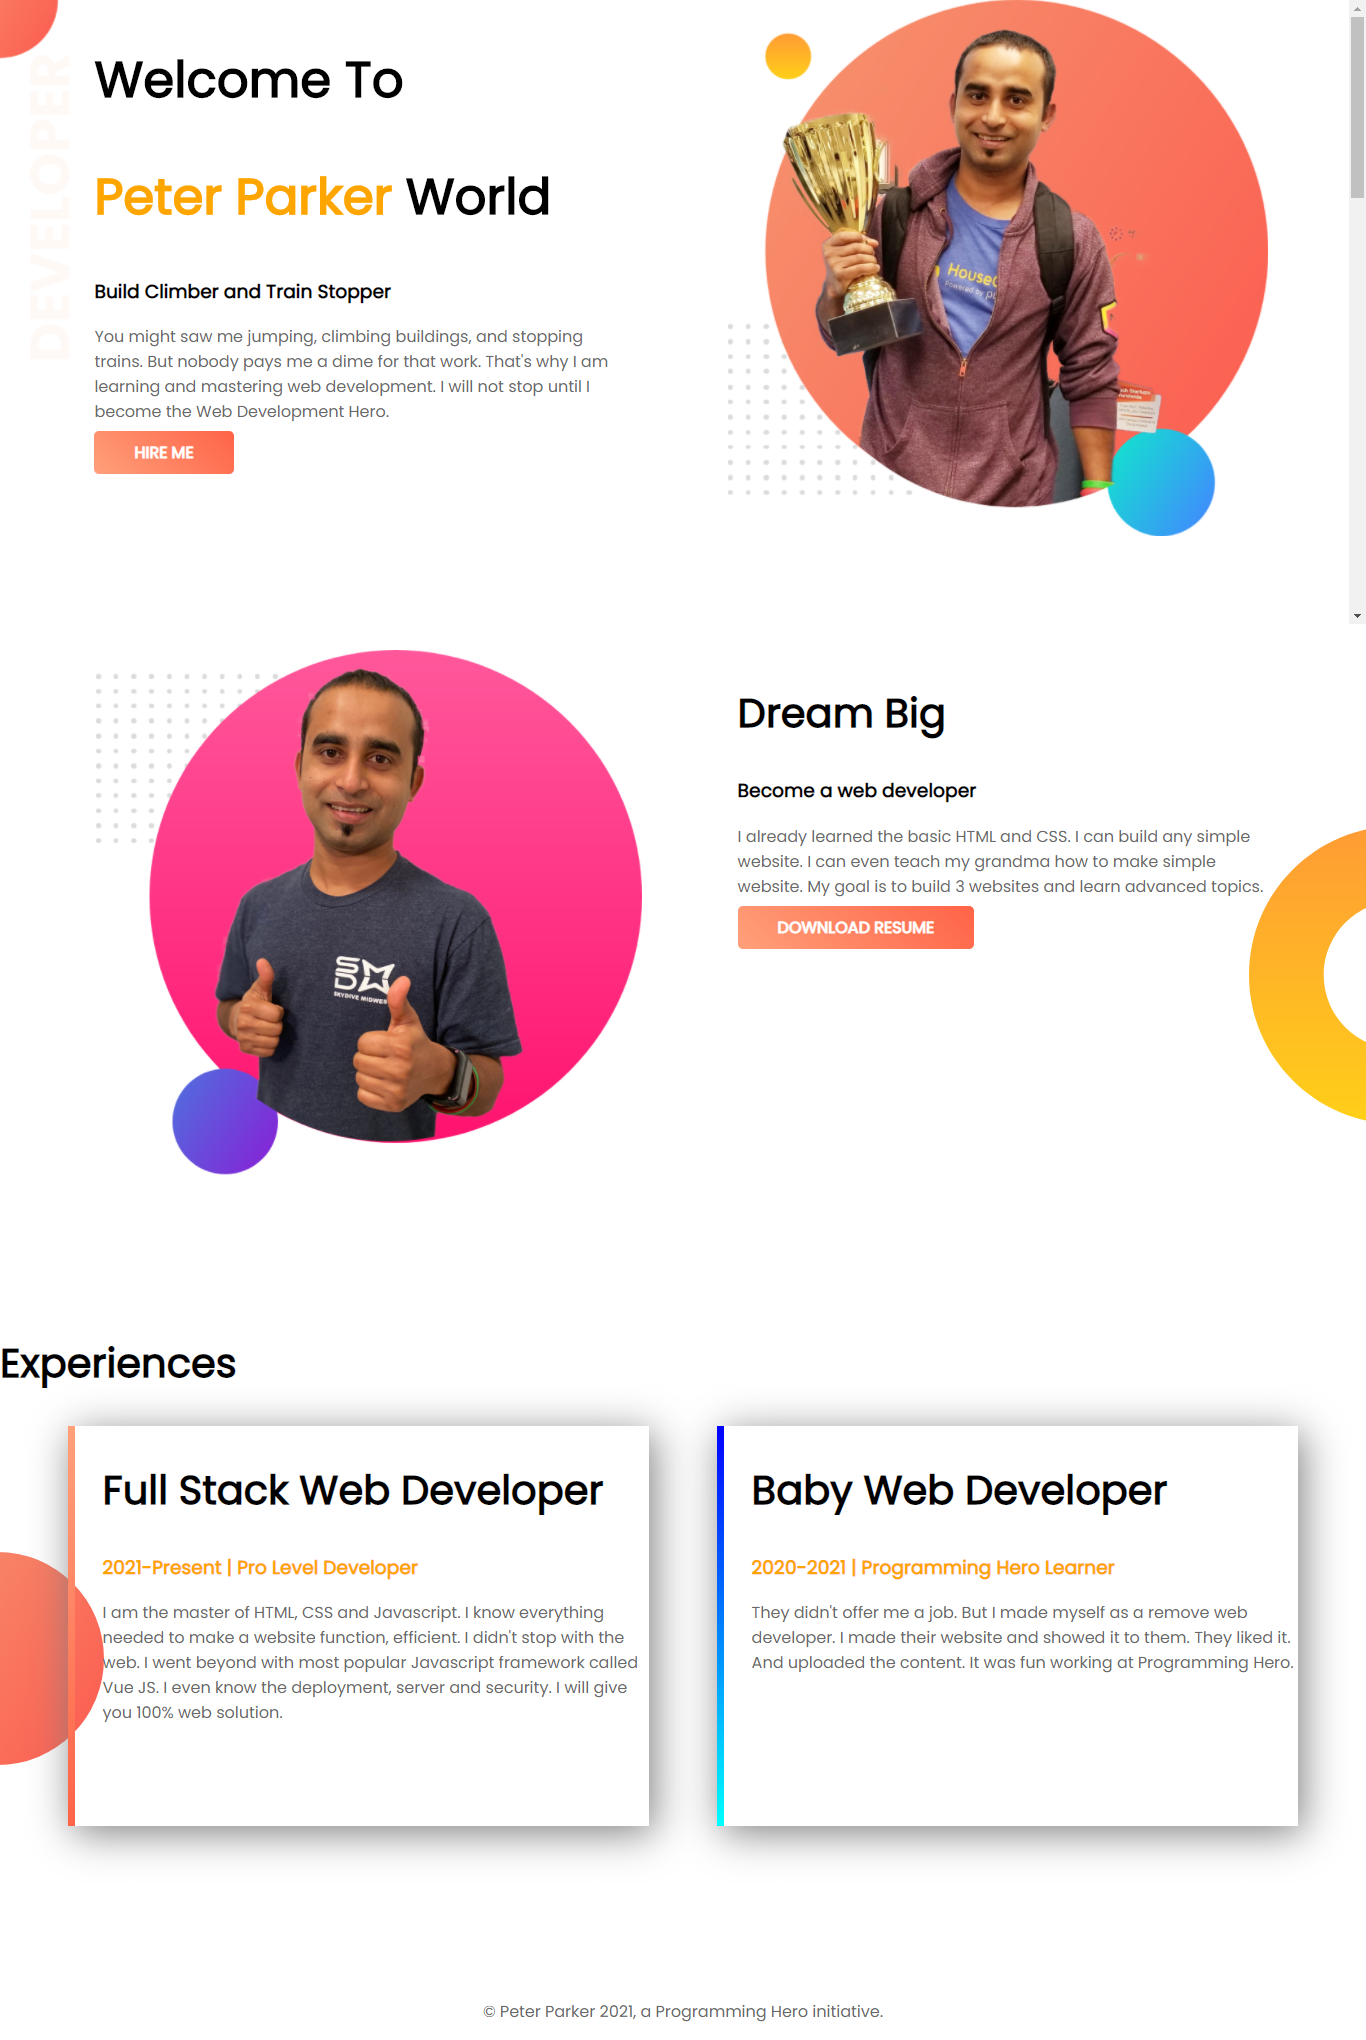 DEVELOPER
Welcome To
Peter Parker World
Build Climber and Train Stopper
You might saw me jumping, climbing buildings, and stopping
trains. But nobody pays me a dime for that work. That's why I am
learning and mastering web development. I will not stop until I
become the Web Development Hero.
HIRE ME
Powered by
SKYDIVE MIDWES
Dream Big
Become a web developer
I already learned the basic HTML and CSS. I can build any simple
website. I can even teach my grandma how to make simple
website. My goal is to build 3 websites and learn advanced topics.
DOWNLOAD RESUME
Experiences
Full Stack Web Developer
2021-Present | Pro Level Developer
I am the master of HTML, CSS and Javascript. I know everything
needed to make a website function, efficient. I didn't stop with the
web. I went beyond with most popular Javascript framework called
Vue JS. I even know the deployment, server and security. I will give
you 100% web solution.
Baby Web Developer
2020-2021 | Programming Hero Learner
They didn't offer me a job. But I made myself as a remove web
developer. I made their website and showed it to them. They liked it.
And uploaded the content. It was fun working at Programming Hero.
© Peter Parker 2021, a Programming Hero initiative.